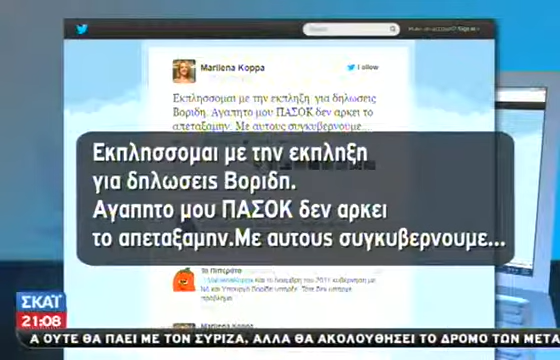 Marilena Koppa
Follow
Εκπλησσομαι με την εκπληξη για δηλωσεις
Βοριδη. Αγαπητο μου ΠΑΣΟΚ δεν αρκει το
απεταξαμην. Με αυτους συγκυβερνουμε...
Εκπλησσομαι με την εκπληξη
για δηλωσεις Βοριδη.
Αγαπητο μου ΠΑΣΟΚ δεν αρκει
το απεταξαμην.Με αυτους συγκυβερνουμε...
ΣΚΑΪ
21:08
Α ΟΥΤΕ ΘΑ ΠΑΕΙ ΜΕ ΤΟΝ ΣΥΡΙΖΑ, ΑΛΛΑ ΘΑ ΑΚΟΛΟΥΘΗΣΕΙ ΤΟ ΔΡΟΜΟ ΤΩΝ ΜΕΤΑ